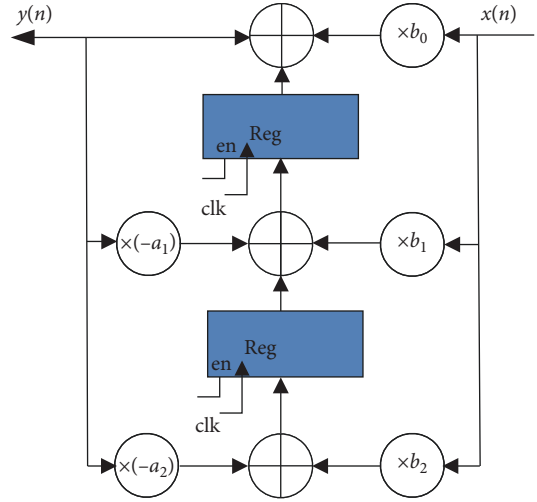 y(n)
×b₀
x(n)
Reg
en
clk
×(−a₁)
×b₁
Reg
en
clk
×(−a₂)
×b₂